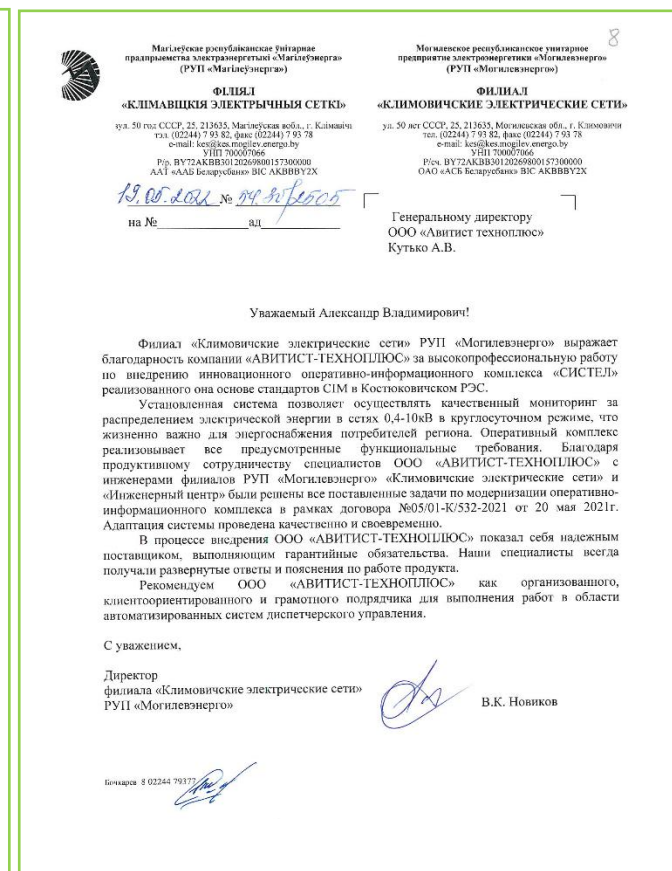 8
Магілеўскае рэспубліканскае ўнітарнае
прадпрыемства электраэнергетыкі «Магілеўэнерга»
(РУП «Магілеўэнерга»)
ФІЛІЯЛ
«КЛІМАВІЦКІЯ ЭЛЕКТРЫЧНЫЯ СЕТКІ»
вул. 50 год СССР, 25, 213635, Магілеўская вобл., г. Клімавічы
тэл. (02244) 7 93 82, факс (02244) 7 93 78
e-mail: kes@kes.mogilev.energo.by
УНП 700007066
Р/р. BY72AKBB30120269800157300000
ААТ «ААБ Беларусбанк» BIC AKBBBY2X
Могилевское республиканское унитарное
предприятие электроэнергетики «Могилевэнерго»
(РУП «Могилевэнерго»)
ФИЛИАЛ
«КЛИМОВИЧСКИЕ ЭЛЕКТРИЧЕСКИЕ СЕТИ»
ул. 50 лет СССР, 25, 213635, Могилевская обл., г. Климовичи
тел. (02244) 7 93 82, факс (02244) 7 93 78
e-mail: kes@kes.mogilev.energo.by
УНП 700007066
Р/сч. BY72AKBB30120269800157300000
ОАО «АСБ Беларусбанк» BIC AKBBBY2X
19.05.2022 №
на № ад
Генеральному директору
ООО «Авитист техноплюс»
Кутько А.В.
Уважаемый Александр Владимирович!
Филиал «Климовичские электрические сети» РУП «Могилевэнерго» выражает
благодарность компании «АВИТИСТ-ТЕХНОПЛЮС» за высокопрофессиональную работу
по внедрению инновационного оперативно-информационного комплекса «СИСТЕЛ»
реализованного она основе стандартов CIM в Костюковичском РЭС.
Установленная система позволяет осуществлять качественный мониторинг за
распределением электрической энергии в сетях 0,4-10кВ в круглосуточном режиме, что
жизненно важно для энергоснабжения потребителей региона. Оперативный комплекс
реализовывает все предусмотренные функциональные требования. Благодаря
продуктивному сотрудничеству специалистов ООО «АВИТИСТ-ТЕХНОПЛЮС» с
инженерами филиалов РУП «Могилевэнерго» «Климовичские электрические сети» и
«Инженерный центр» были решены все поставленные задачи по модернизации оперативно-
информационного комплекса в рамках договора №05/01-К/532-2021 от 20 мая 2021г.
Адаптация системы проведена качественно и своевременно.
В процессе внедрения ООО «АВИТИСТ-ТЕХНОПЛЮС» показал себя надежным
поставщиком, выполняющим гарантийные обязательства. Наши специалисты всегда
получали развернутые ответы и пояснения по работе продукта.
Рекомендуем ООО «АВИТИСТ-ТЕХНОПЛЮС» как организованного,
клиентоориентированного и грамотного подрядчика для выполнения работ в области
автоматизированных систем диспетчерского управления.
С уважением,
Директор
филиала «Климовичские электрические сети»
РУП «Могилевэнерго»
В.К. Новиков
Бочкарев 8 02244 79377